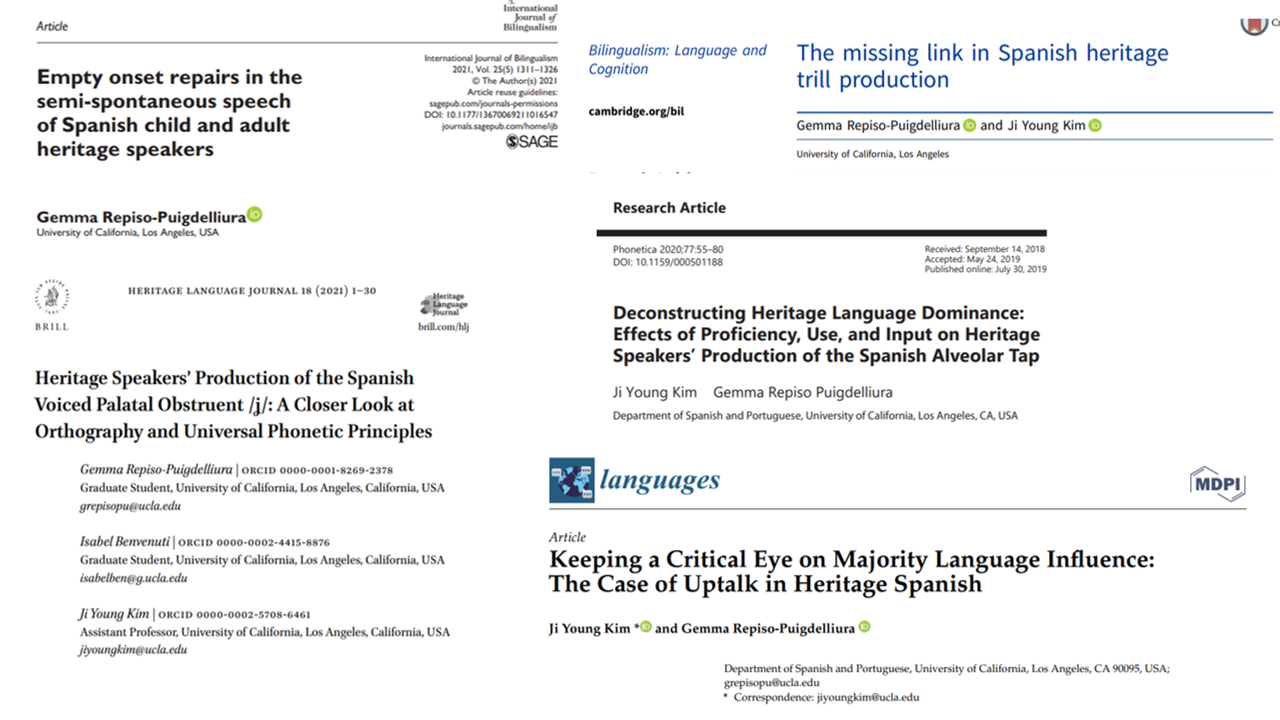 Article
International
Journal of
Bilingualism
Empty onset repairs in the
semi-spontaneous speech
of Spanish child and adult
heritage speakers
International Journal of Bilingualism
2021, Vol. 25(5) 1311–1326
© The Author(s) 2021
Article reuse guidelines:
sagepub.com/journals-permissions
DOI: 10.1177/13670069211016547
journals.sagepub.com/home/ijb
SAGE
Gemma Repiso-Puigdelliura iD
University of California, Los Angeles, USA
Bilingualism: Language and
Cognition
cambridge.org/bil
The missing link in Spanish heritage
trill production
Gemma Repiso-Puigdelliura iD and Ji Young Kim iD
University of California, Los Angeles
BRILL
HERITAGE LANGUAGE JOURNAL 18 (2021) 1–30
Heritage
Language
Journal
brill.com/hlj
Heritage Speakers’ Production of the Spanish
Voiced Palatal Obstruent /ʝ/: A Closer Look at
Orthography and Universal Phonetic Principles
Gemma Repiso-Puigdelliura | ORCID 0000-0001-8269-2378
Graduate Student, University of California, Los Angeles, California, USA
grepisopu@ucla.edu
Isabel Benvenuti | ORCID 0000-0002-4415-8876
Graduate Student, University of California, Los Angeles, California, USA
isabelben@g.ucla.edu
Ji Young Kim | ORCID 0000-0002-5708-6461
Assistant Professor, University of California, Los Angeles, California, USA
jiyoungkim@ucla.edu
Research Article
Phonetica 2020;77:55–80
DOI: 10.1159/000501188
Received: September 14, 2018
Accepted: May 24, 2019
Published online: July 30, 2019
Deconstructing Heritage Language Dominance:
Effects of Proficiency, Use, and Input on Heritage
Speakers’ Production of the Spanish Alveolar Tap
Ji Young Kim Gemma Repiso Puigdelliura
Department of Spanish and Portuguese, University of California, Los Angeles, CA, USA
languages
MDPI
Article
Keeping a Critical Eye on Majority Language Influence:
The Case of Uptalk in Heritage Spanish
Ji Young Kim * iD and Gemma Repiso-Puigdelliura iD
Department of Spanish and Portuguese, University of California, Los Angeles, CA 90095, USA;
grepisopu@ucla.edu
* Correspondence: jiyoungkim@ucla.edu